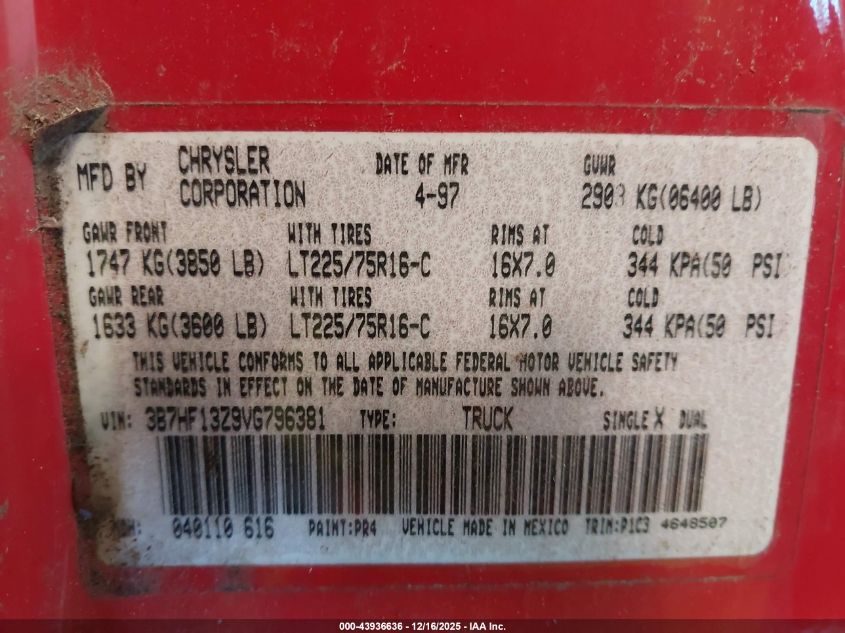 MFD BY CHRYSLER CORPORATION DATE OF MFR 4-97 GVWR 2903 KG(06400 LB)
GAWR FRONT WITH TIRES RIMS AT COLD
1747 KG(3850 LB) LT225/75R16-C 16X7.0 344 KPA(50 PSI
GAWR REAR WITH TIRES RIMS AT COLD
1633 KG(3600 LB) LT225/75R16-C 16X7.0 344 KPA(50 PSI
THIS VEHICLE CONFORMS TO ALL APPLICABLE FEDERAL MOTOR VEHICLE SAFETY
STANDARDS IN EFFECT ON THE DATE OF MANUFACTURE SHOWN ABOVE.
VIN: 3B7HF13Z9VG796381 TYPE: TRUCK SINGLE X DUAL
040110 616 PAINT:PR4 VEHICLE MADE IN MEXICO TRIM:P1C3 4648507
000-43936636 - 12/16/2025 - IAA Inc.